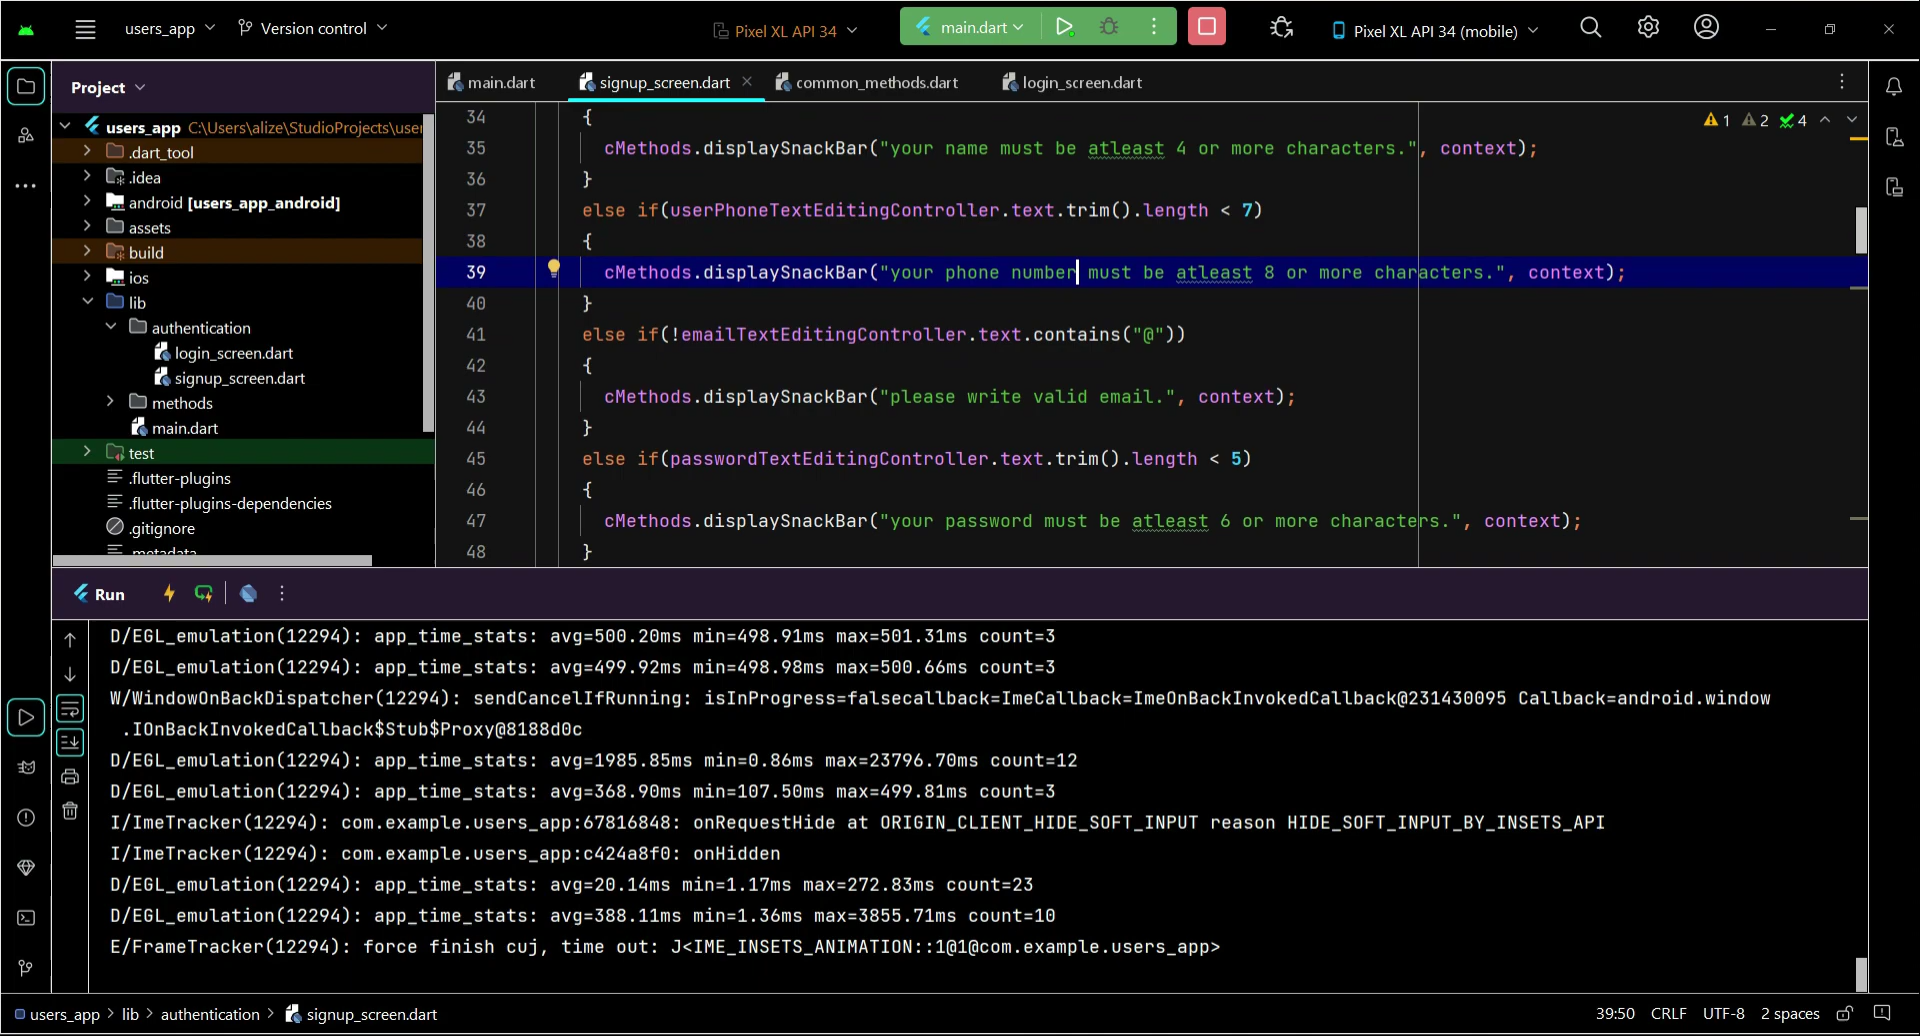 users_app
Version control
Pixel XL API 34
main.dart
Pixel XL API 34 (mobile)
Project
main.dart
signup_screen.dart
common_methods.dart
login_screen.dart
users_app C:\Users\alize\StudioProjects\user
.dart_tool
.idea
android [users_app_android]
assets
build
ios
lib
authentication
login_screen.dart
signup_screen.dart
methods
main.dart
test
.flutter-plugins
.flutter-plugins-dependencies
.gitignore
.metadata
1 2 4
34 {
35 cMethods.displaySnackBar("your name must be atleast 4 or more characters.", context);
36 }
37 else if(userPhoneTextEditingController.text.trim().length < 7)
38 {
39 cMethods.displaySnackBar("your phone number must be atleast 8 or more characters.", context);
40 }
41 else if(!emailTextEditingController.text.contains("@"))
42 {
43 cMethods.displaySnackBar("please write valid email.", context);
44 }
45 else if(passwordTextEditingController.text.trim().length < 5)
46 {
47 cMethods.displaySnackBar("your password must be atleast 6 or more characters.", context);
48 }
Run
D/EGL_emulation(12294): app_time_stats: avg=500.20ms min=498.91ms max=501.31ms count=3
D/EGL_emulation(12294): app_time_stats: avg=499.92ms min=498.98ms max=500.66ms count=3
W/WindowOnBackDispatcher(12294): sendCancelIfRunning: isInProgress=falsecallback=ImeCallback=ImeOnBackInvokedCallback@231430095 Callback=android.window
.IOnBackInvokedCallback$Stub$Proxy@8188d0c
D/EGL_emulation(12294): app_time_stats: avg=1985.85ms min=0.86ms max=23796.70ms count=12
D/EGL_emulation(12294): app_time_stats: avg=368.90ms min=107.50ms max=499.81ms count=3
I/ImeTracker(12294): com.example.users_app:67816848: onRequestHide at ORIGIN_CLIENT_HIDE_SOFT_INPUT reason HIDE_SOFT_INPUT_BY_INSETS_API
I/ImeTracker(12294): com.example.users_app:c424a8f0: onHidden
D/EGL_emulation(12294): app_time_stats: avg=20.14ms min=1.17ms max=272.83ms count=23
D/EGL_emulation(12294): app_time_stats: avg=388.11ms min=1.36ms max=3855.71ms count=10
E/FrameTracker(12294): force finish cuj, time out: J<IME_INSETS_ANIMATION::1@1@com.example.users_app>
users_app > lib > authentication > signup_screen.dart
39:50 CRLF UTF-8 2 spaces